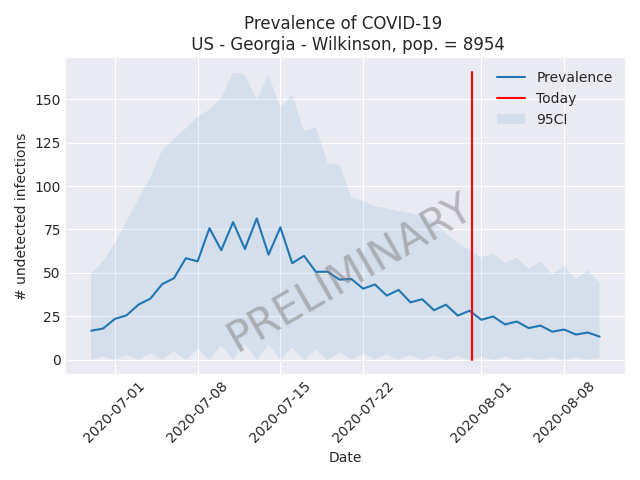 Prevalence of COVID-19
US - Georgia - Wilkinson, pop. = 8954
# undetected infections
150
125
100
75
50
25
0
Prevalence
Today
95CI
PRELIMINARY
2020-07-01
2020-07-08
2020-07-15
2020-07-22
2020-08-01
2020-08-08
Date